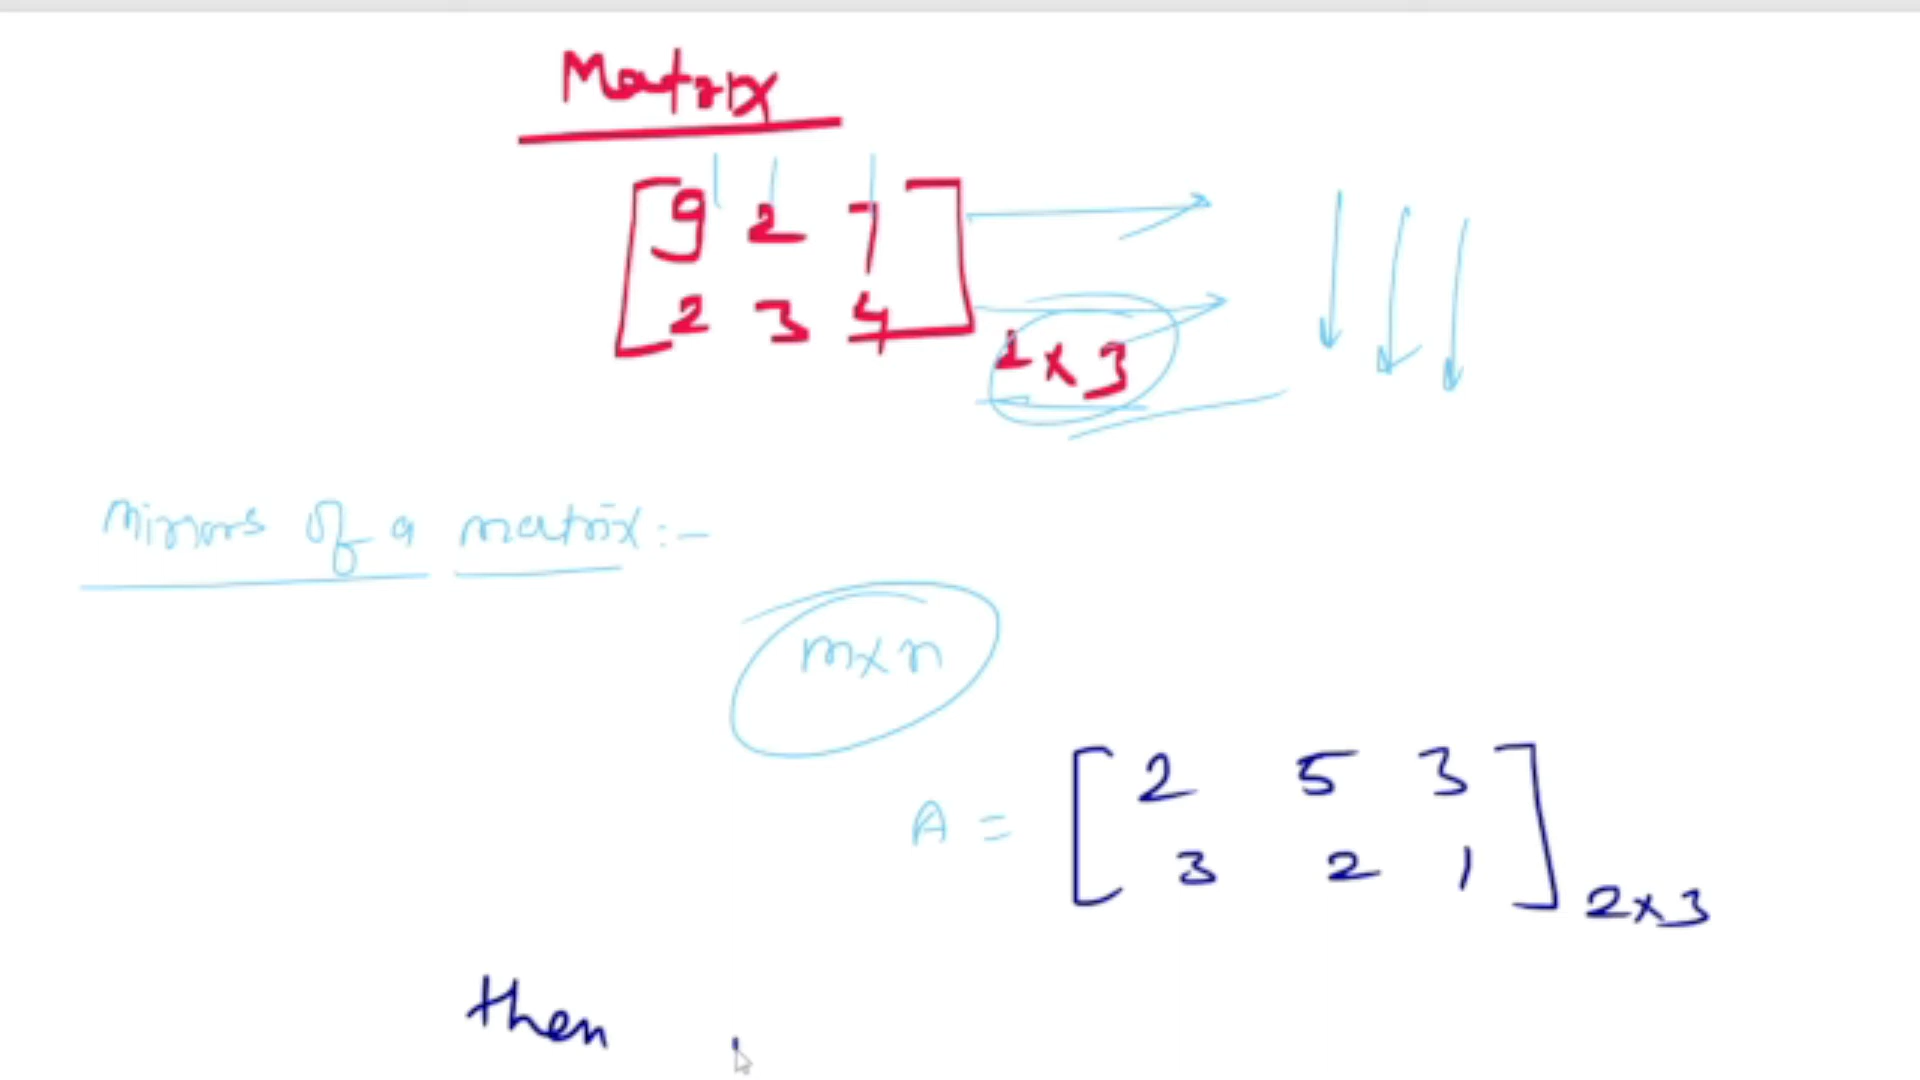 Matrix
9 2 7
2 3 4
2x3
Minors of a matrix:-
mxn
A = 2 5 3
3 2 1
2x3
then